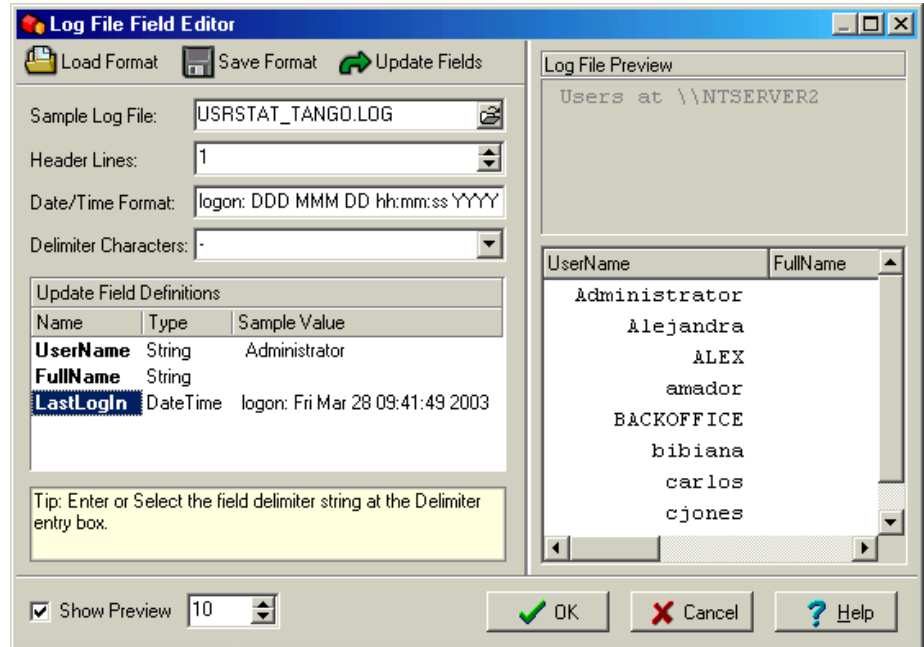 Log File Field Editor
Load Format Save Format Update Fields
Sample Log File: USRSTAT_TANGO.LOG
Header Lines: 1
Date/Time Format: logon: DDD MMM DD hh:mm:ss YYYY
Delimiter Characters: -
Update Field Definitions
Name Type Sample Value
UserName String Administrator
FullName String
LastLogIn DateTime logon: Fri Mar 28 09:41:49 2003
Tip: Enter or Select the field delimiter string at the Delimiter
entry box.
Log File Preview
Users at \\NTSERVER2
UserName FullName
Administrator
Alejandra
ALEX
amador
BACKOFFICE
bibiana
carlos
cjones
Show Preview 10
OK Cancel Help